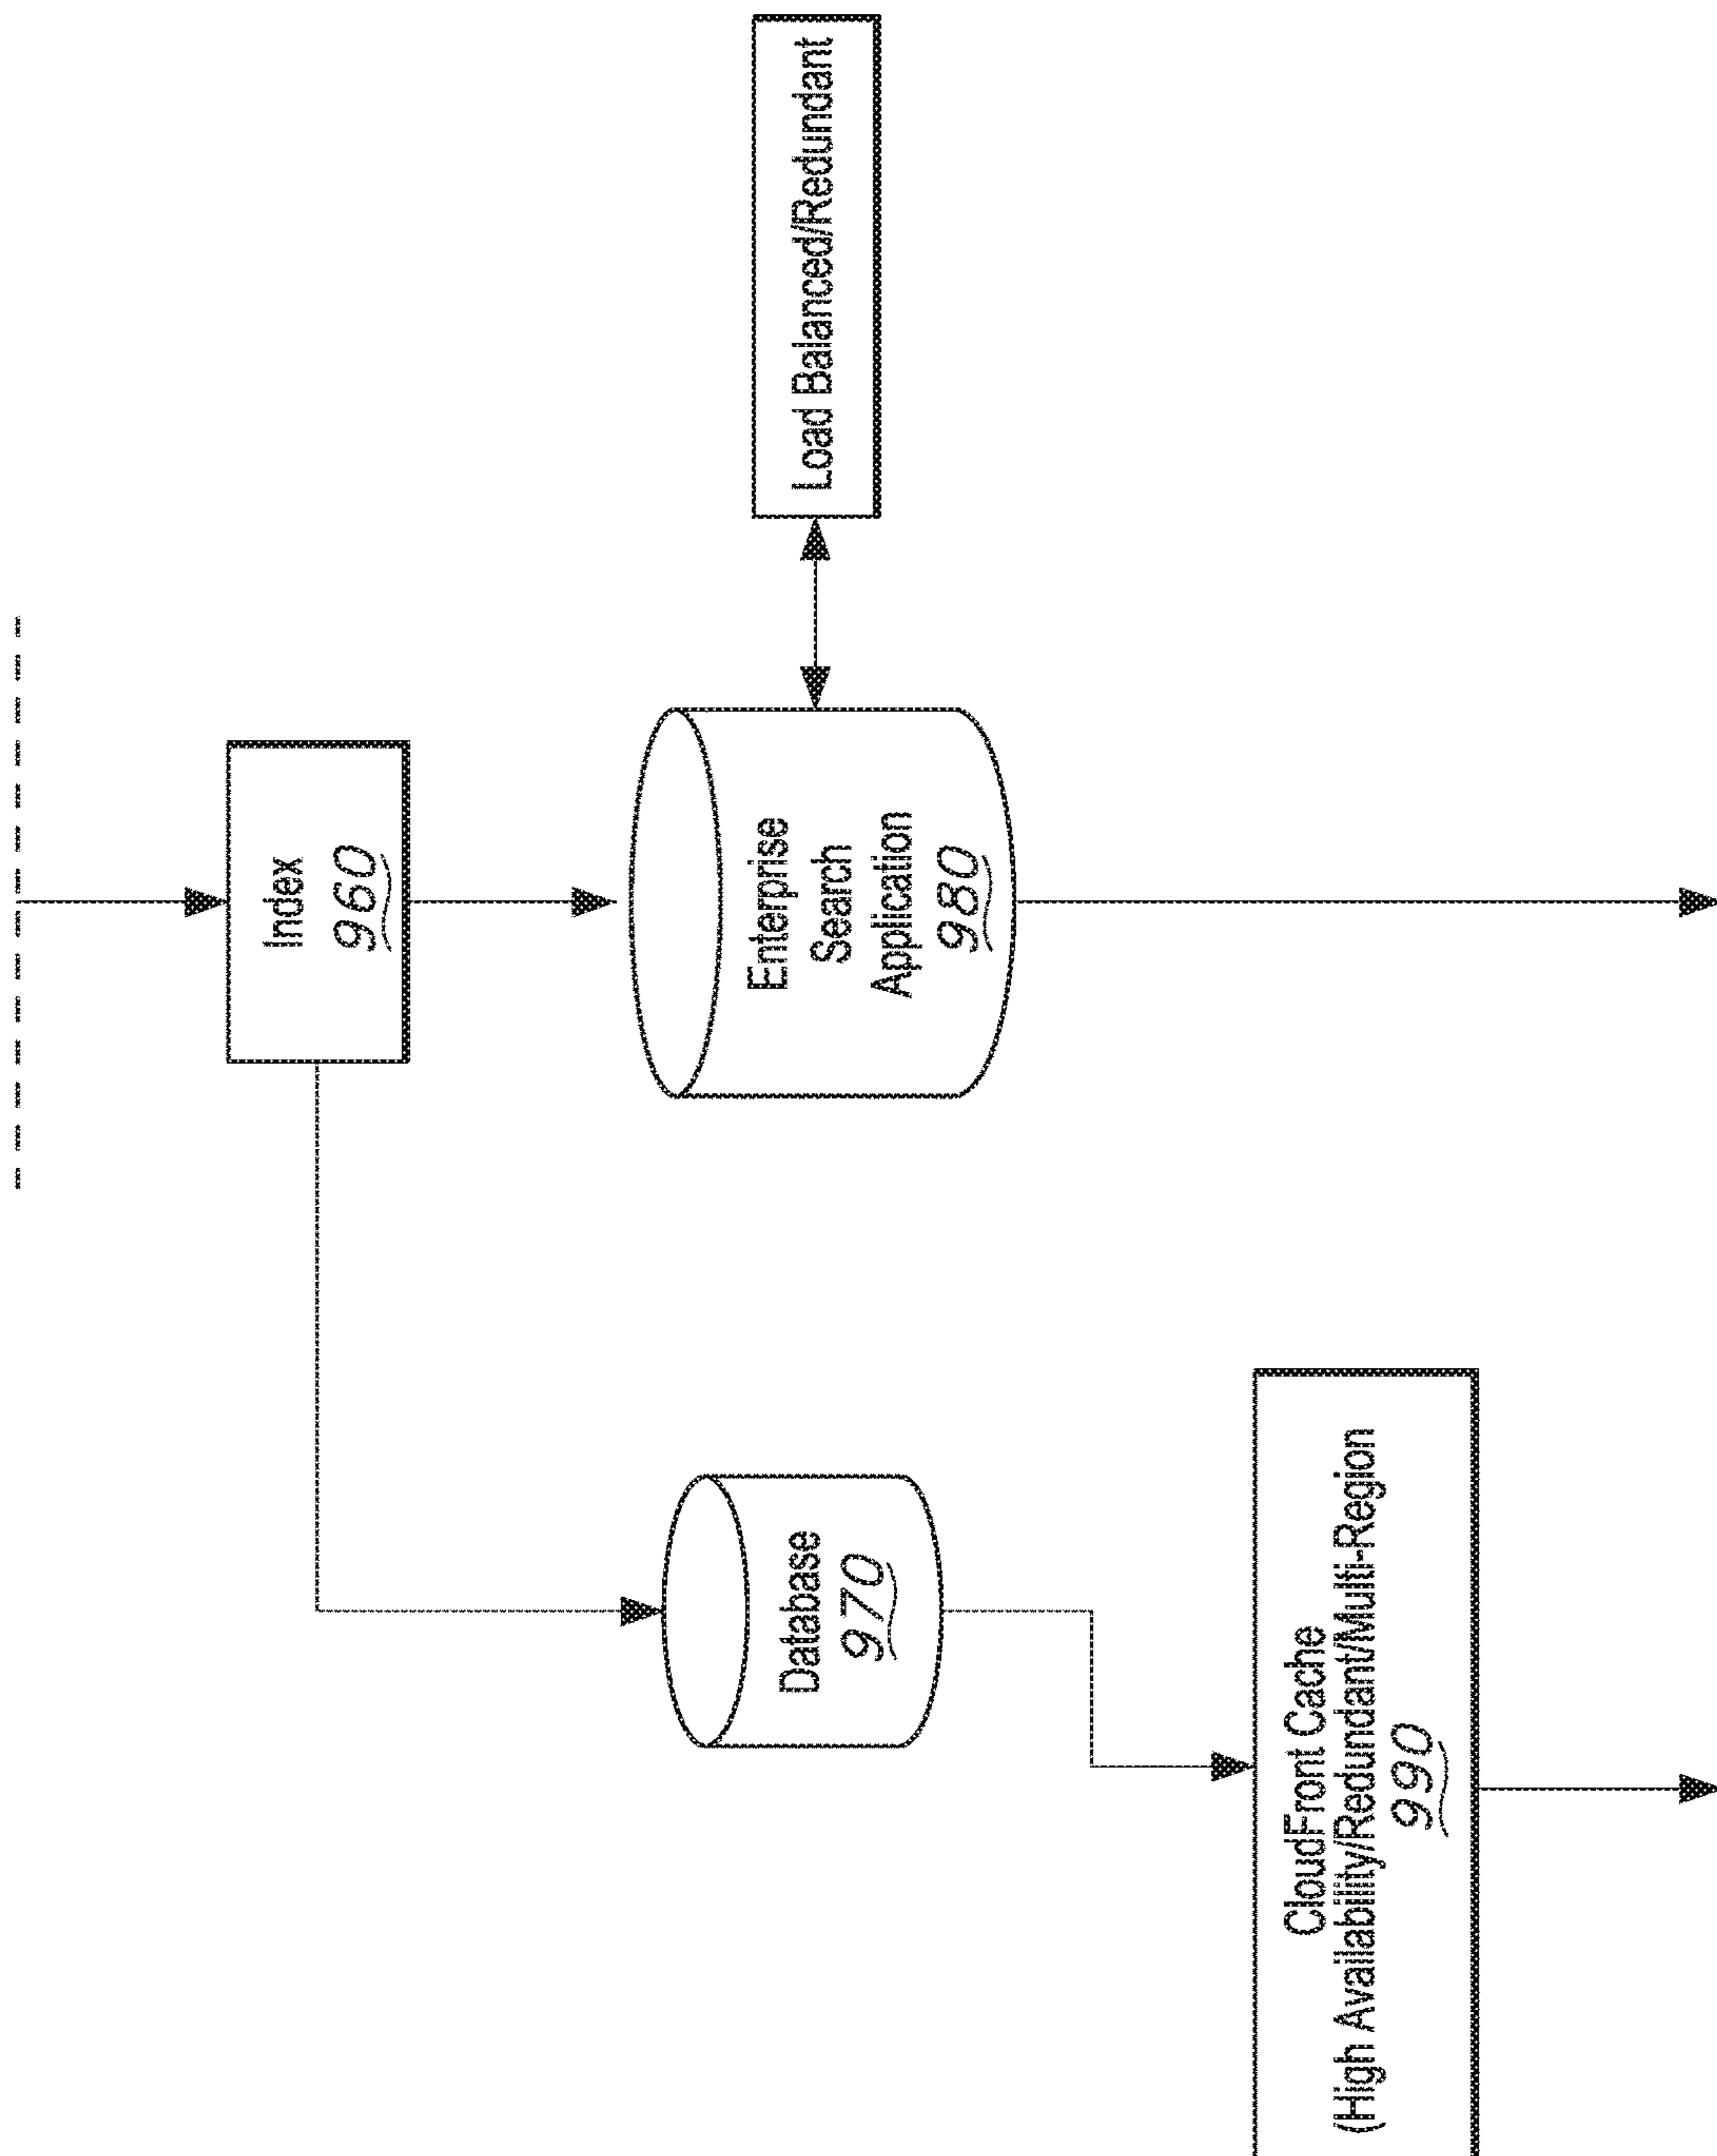 Index
960
Load Balanced/Redundant
Enterprise
Search
Application
980
Database
970
CloudFront Cache
(High Availability/Redundant/Multi-Region
990